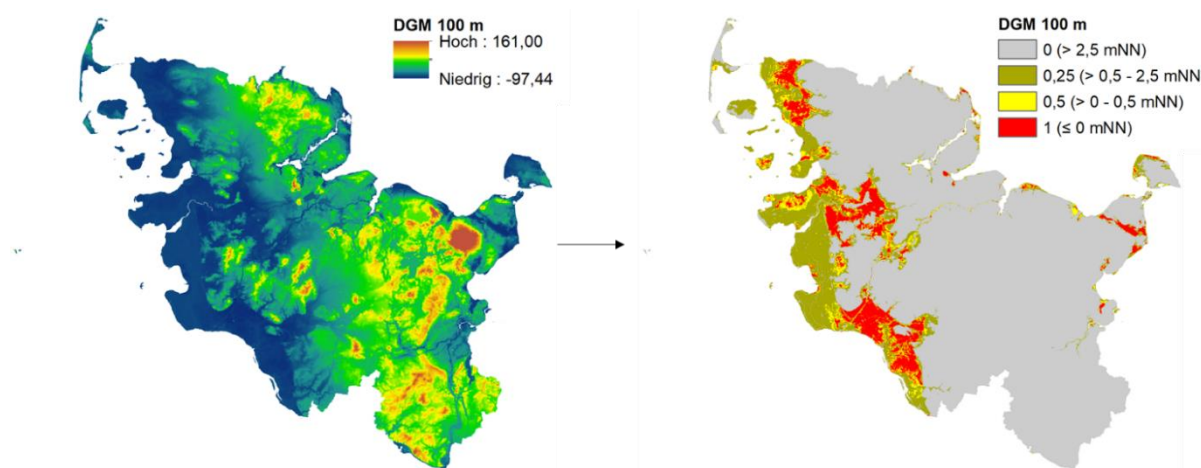 DGM 100 m
Hoch : 161,00
Niedrig : -97,44
DGM 100 m
0 (> 2,5 mNN)
0,25 (> 0,5 - 2,5 mNN
0,5 (> 0 - 0,5 mNN)
1 (≤ 0 mNN)